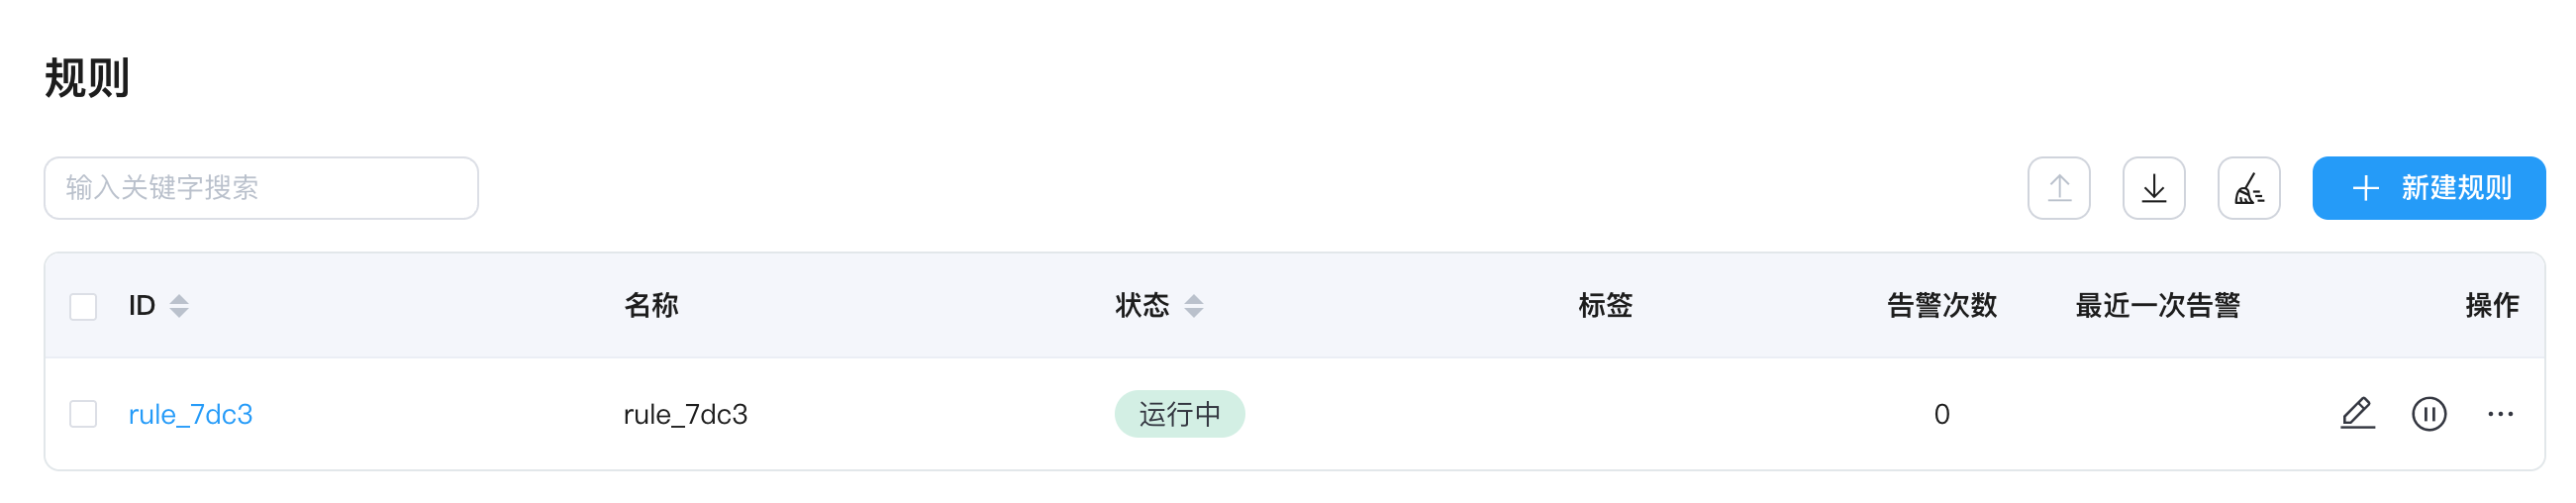 规则
输入关键字搜索
新建规则
ID 名称 状态 标签 告警次数 最近一次告警 操作
rule_7dc3 rule_7dc3 运行中 0